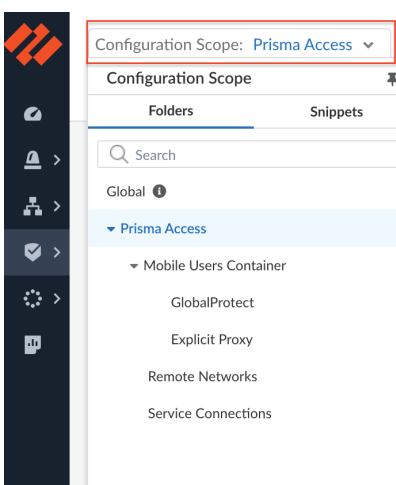 Configuration Scope: Prisma Access
Configuration Scope
Folders Snippets
Search
Global
Prisma Access
Mobile Users Container
GlobalProtect
Explicit Proxy
Remote Networks
Service Connections